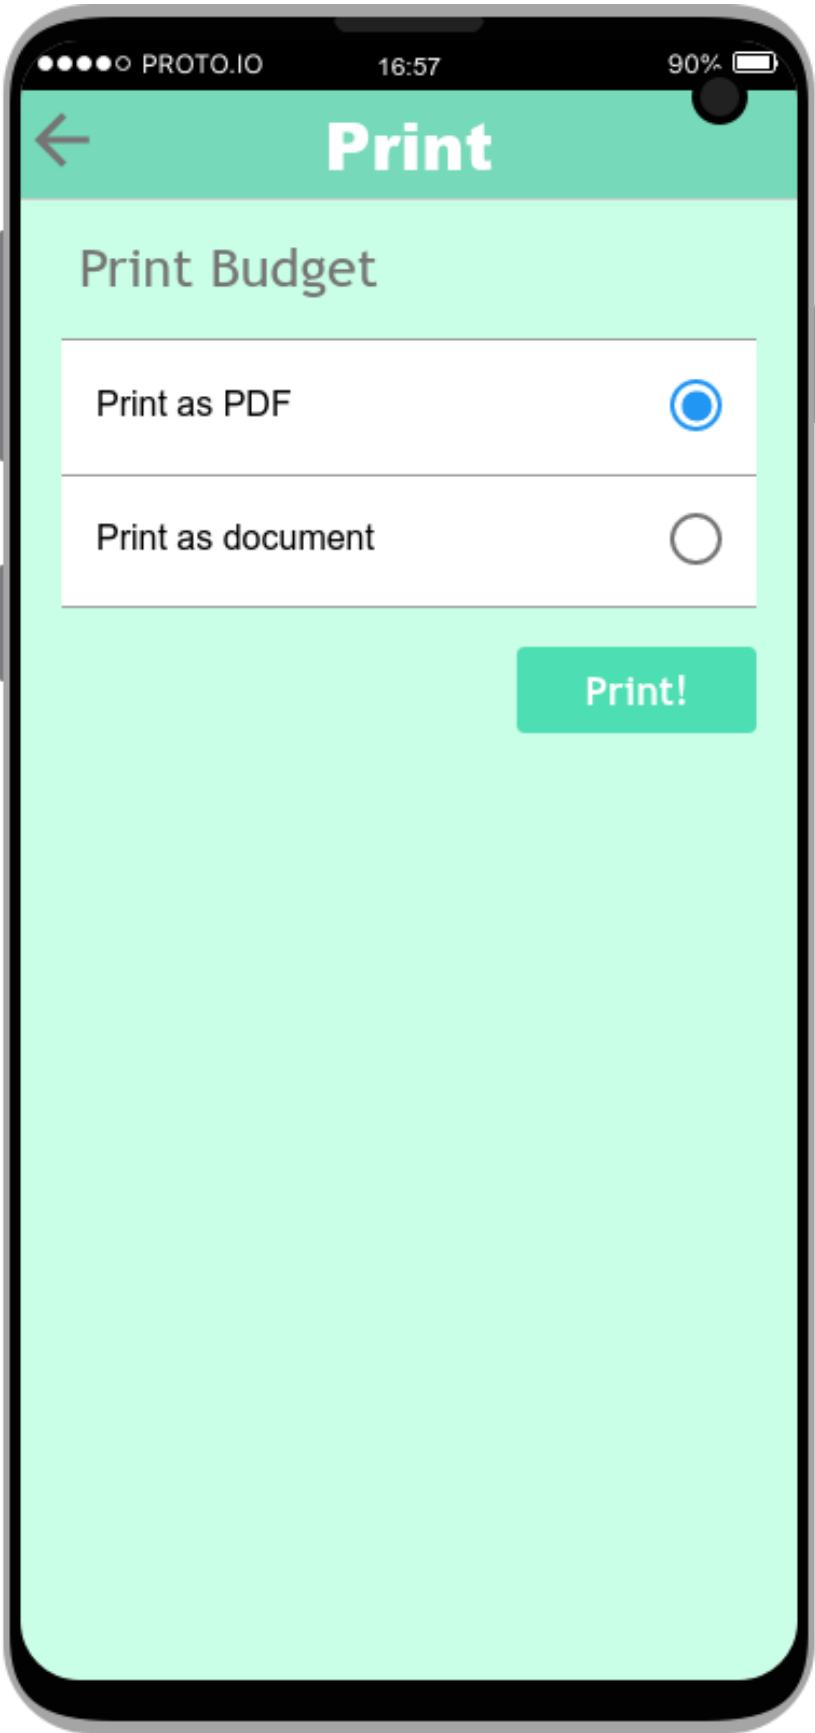 PROTO.IO 16:57 90%
Print
Print Budget
Print as PDF
Print as document
Print!